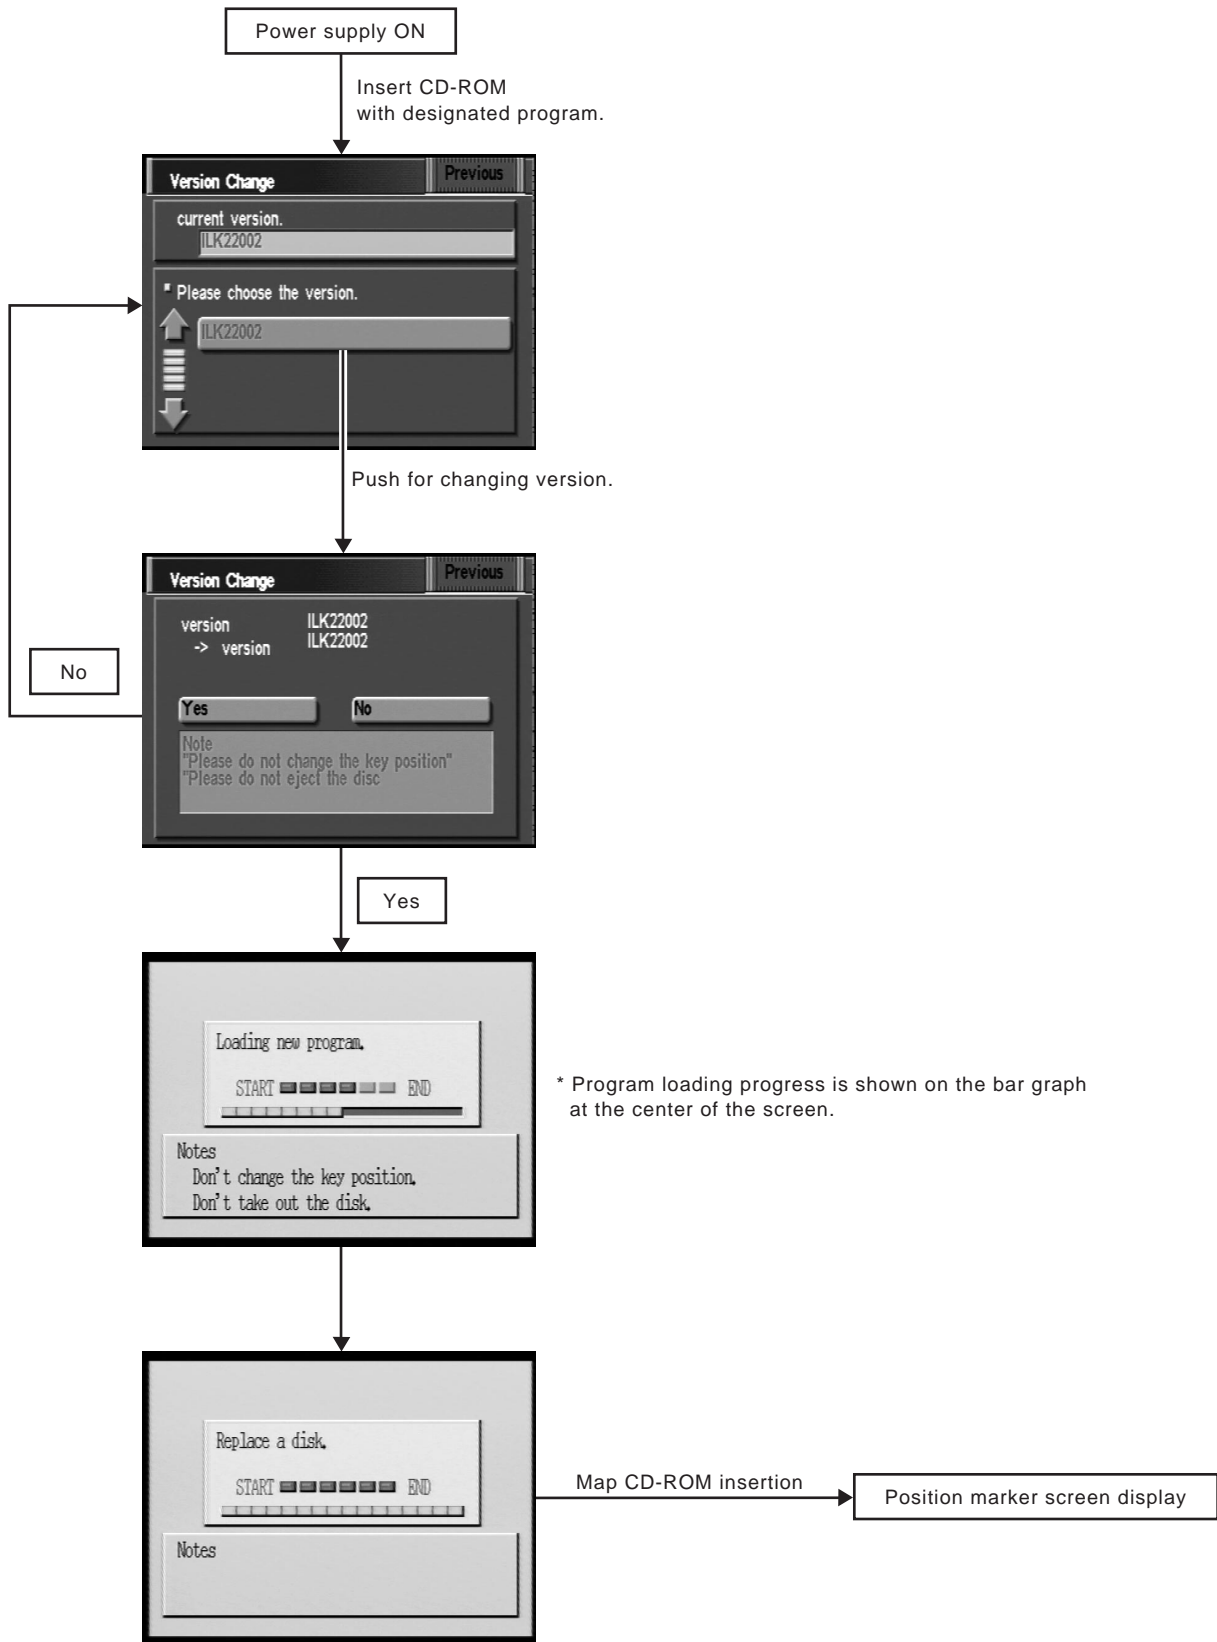 Power supply ON
Insert CD-ROM
with designated program.
Version Change
Previous
current version.
ILK22002
Please choose the version.
ILK22002
Push for changing version.
Version Change
Previous
version ILK22002
-> version ILK22002
No
Yes No
Note
"Please do not change the key position"
"Please do not eject the disc
Yes
Loading new program.
START END
* Program loading progress is shown on the bar graph
at the center of the screen.
Notes
Don't change the key position.
Don't take out the disk.
Replace a disk.
START END
Map CD-ROM insertion
Position marker screen display
Notes